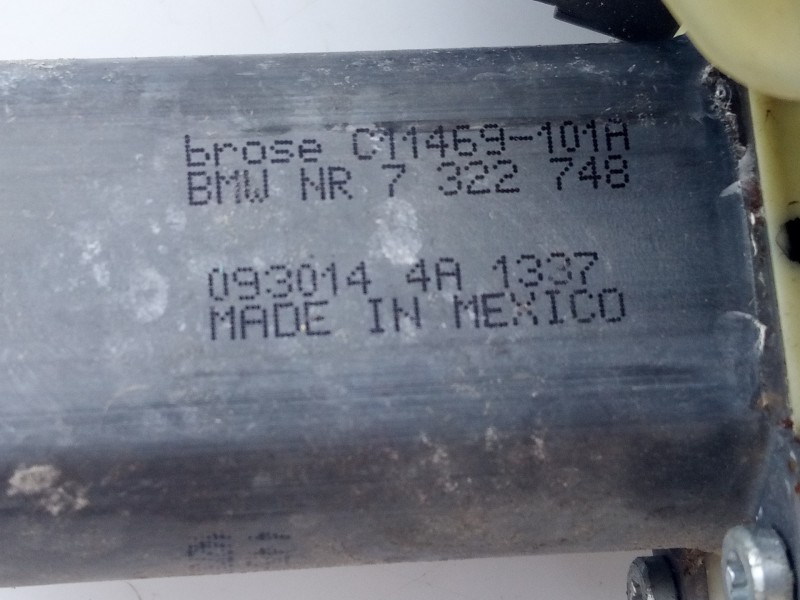 brose C11469-101A
BMW NR 7 322 748
093014 4A 1337
MADE IN MEXICO